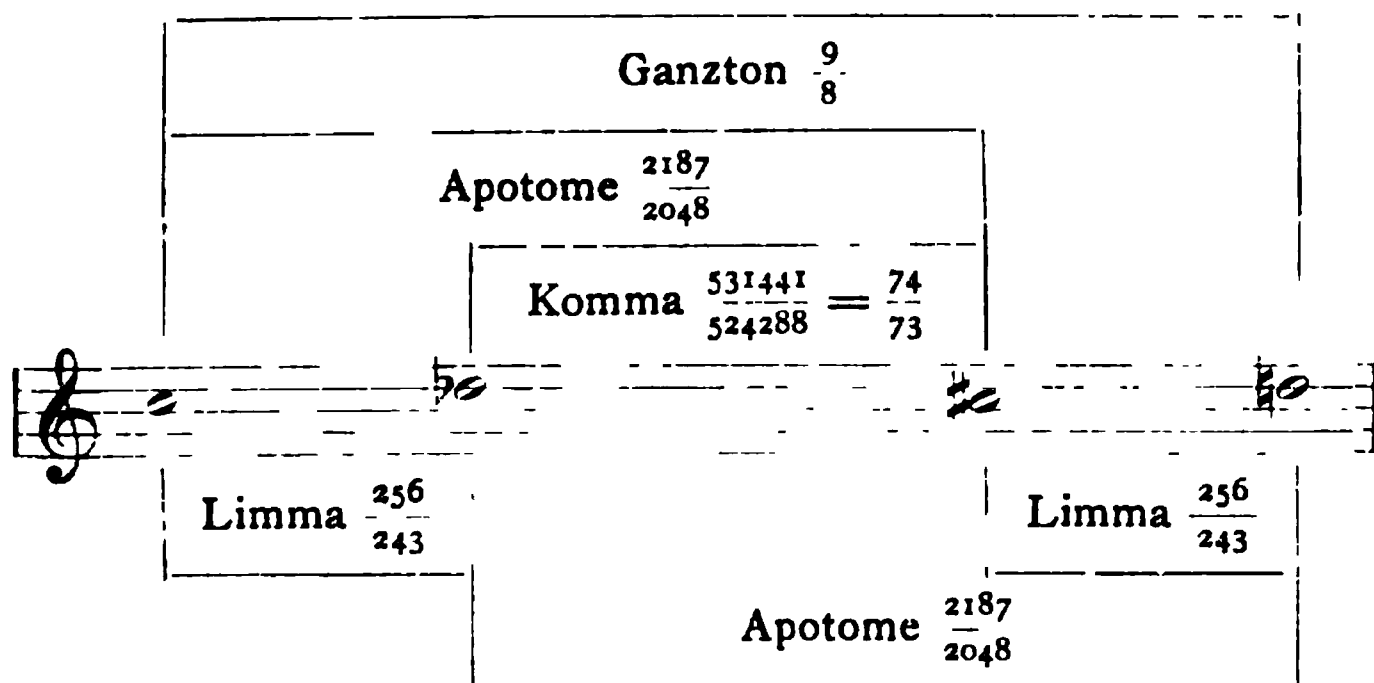 Ganzton 9/8
Apotome 2187/2048
Komma 531441/524288 = 74/73
Limma 256/243 Limma 256/243
Apotome 2187/2048